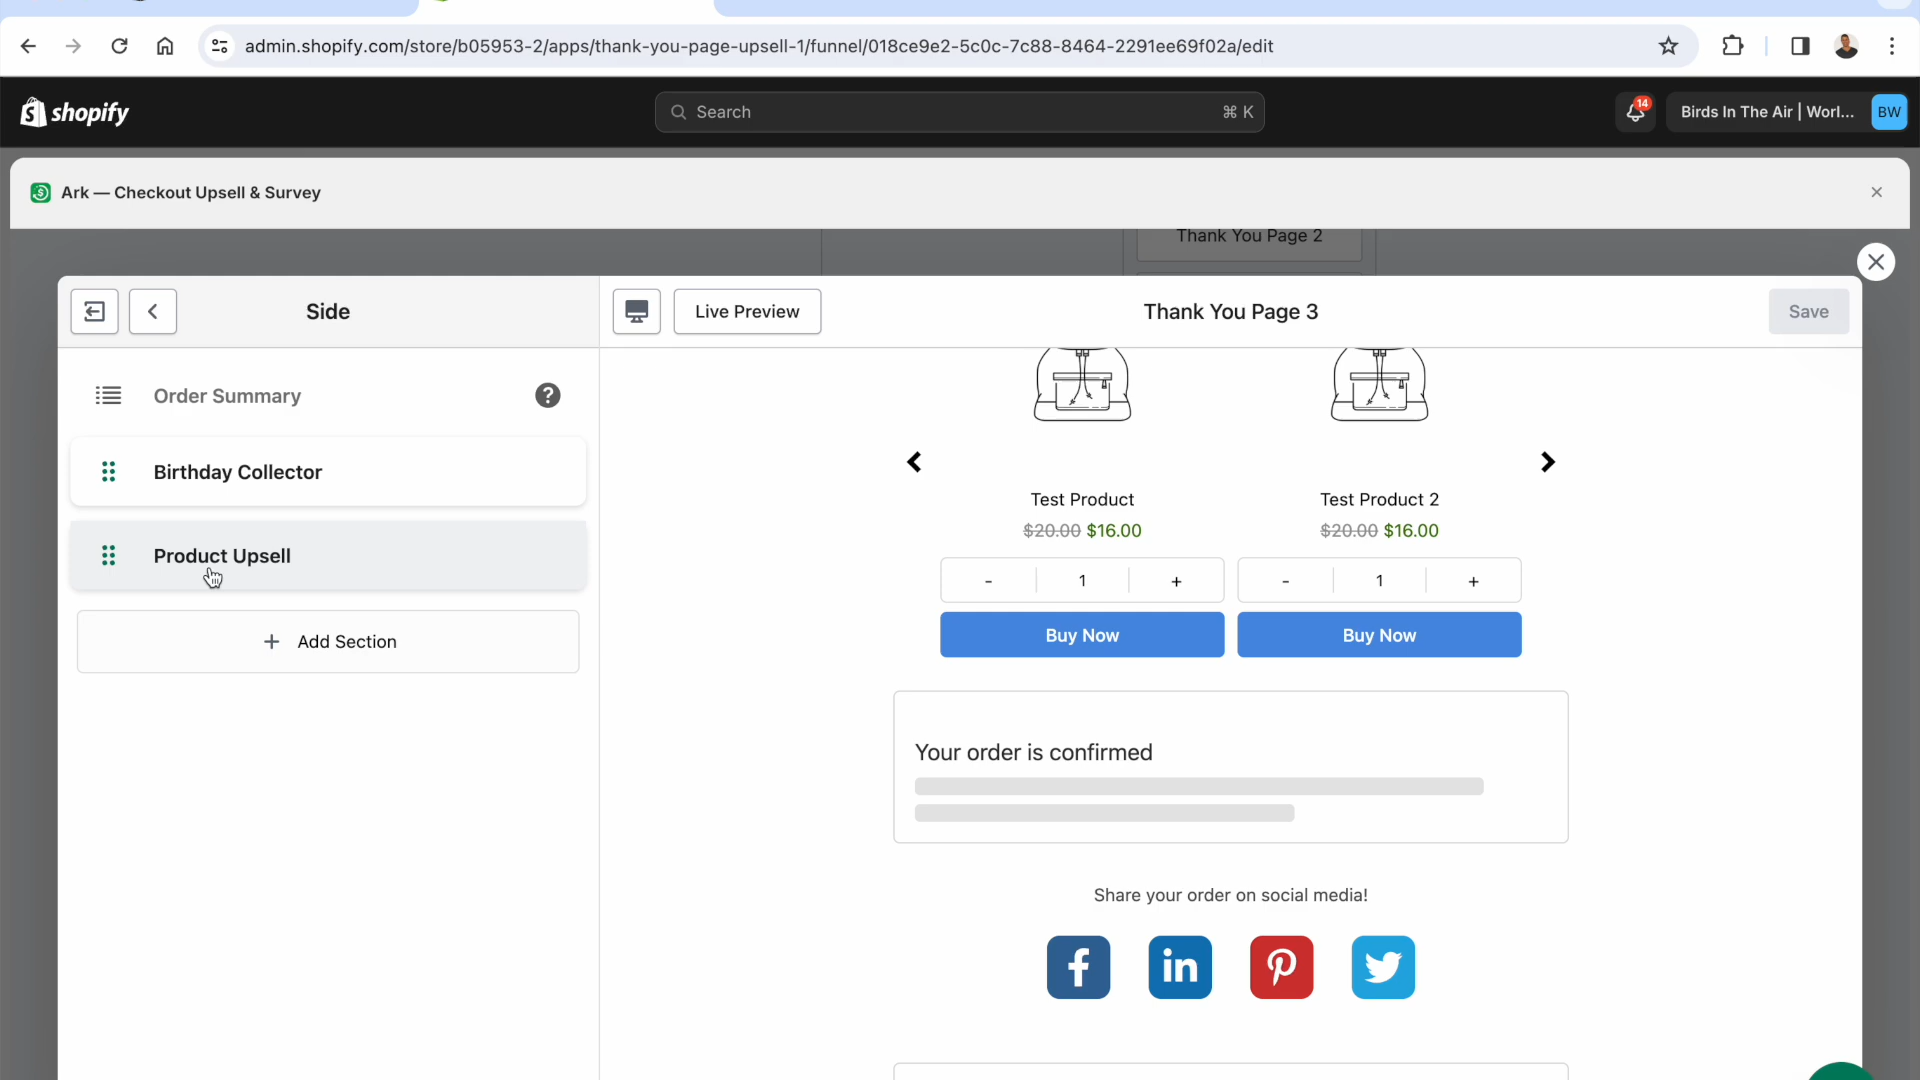 admin.shopify.com/store/b05953-2/apps/thank-you-page-upsell-1/funnel/018ce9e2-5c0c-7c88-8464-2291ee69f02a/edit
shopify
Search
⌘ K
14
Birds In The Air | Worl...
BW
Ark — Checkout Upsell & Survey
Thank You Page 2
Side
Live Preview
Thank You Page 3
Save
Order Summary
?
Birthday Collector
Product Upsell
+ Add Section
Test Product
Test Product 2
$20.00 $16.00
$20.00 $16.00
- 1 +
- 1 +
Buy Now
Buy Now
Your order is confirmed
Share your order on social media!
f
in